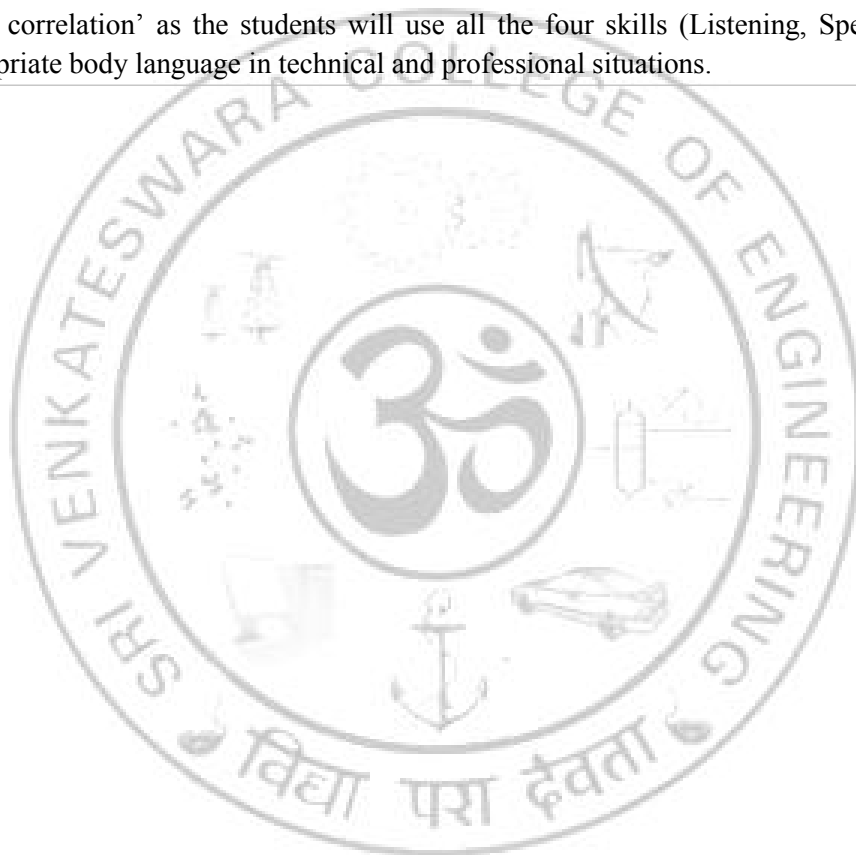 correlation’ as the students will use all the four skills (Listening, Spe
priate body language in technical and professional situations.
SRI VENKATESWARA COLLEGE OF ENGINEERING
ॐ
विद्या परा देवता